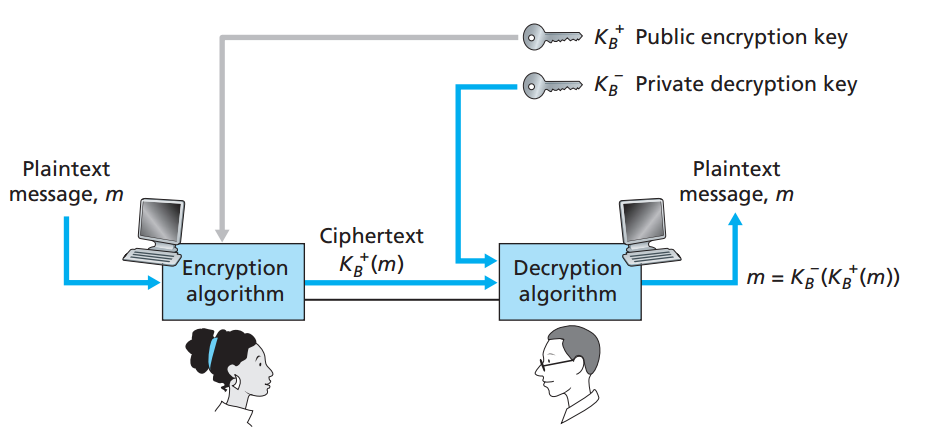 K_B^+ Public encryption key
K_B^- Private decryption key
Plaintext
message, m
Plaintext
message, m
Ciphertext
K_B^+(m)
Encryption
algorithm
Decryption
algorithm
m = K_B^-(K_B^+(m))